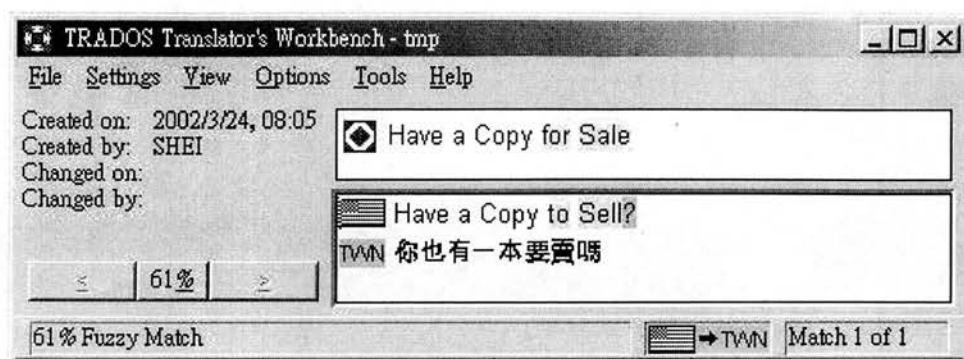 TRADOS Translator's Workbench - tmp
File Settings View Options Tools Help
Created on: 2002/3/24, 08:05
Created by: SHEI
Changed on:
Changed by:
Have a Copy for Sale
Have a Copy to Sell?
TWN 你也有一本要賣嗎
< 61% >
61% Fuzzy Match
→TWN Match 1 of 1